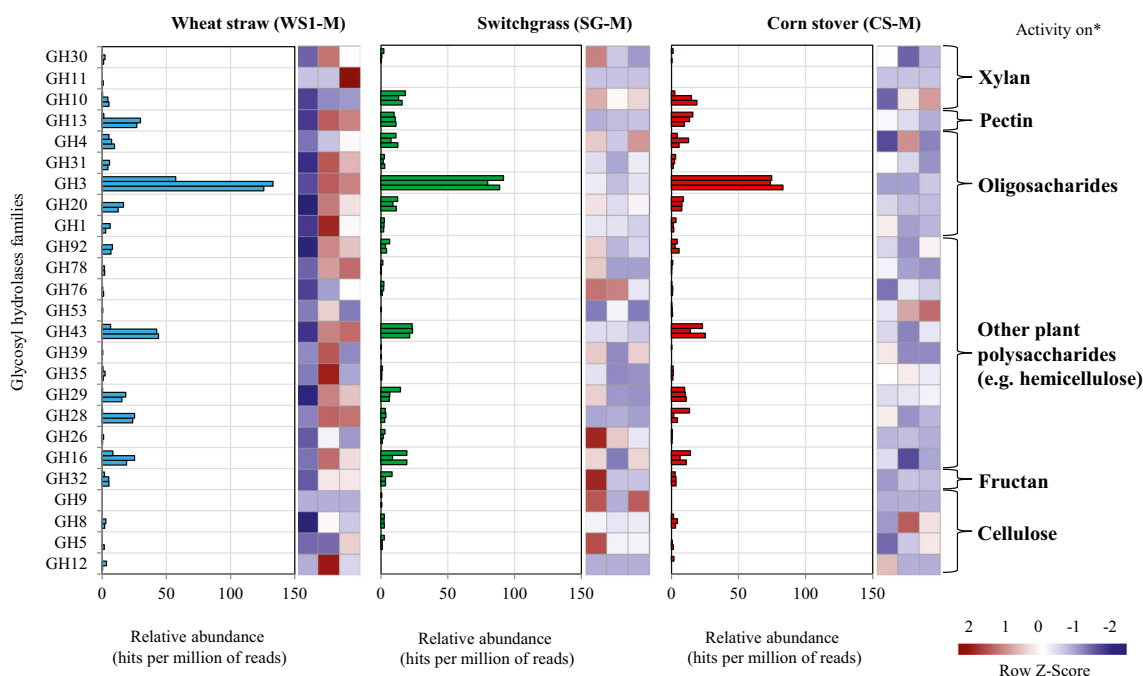 Wheat straw (WS1-M)
Switchgrass (SG-M)
Corn stover (CS-M)
Activity on*
Glycosyl hydrolases families
GH30
GH11
GH10
GH13
GH4
GH31
GH3
GH20
GH1
GH92
GH78
GH76
GH53
GH43
GH39
GH35
GH29
GH28
GH26
GH16
GH32
GH9
GH8
GH5
GH12
Xylan
Pectin
Oligosacharides
Other plant
polysaccharides
(e.g. hemicellulose)
Fructan
Cellulose
0 50 100 150
0 50 100 150
0 50 100 150
Relative abundance
(hits per million of reads)
Relative abundance
(hits per million of reads)
Relative abundance
(hits per million of reads)
2 1 0 -1 -2
Row Z-Score